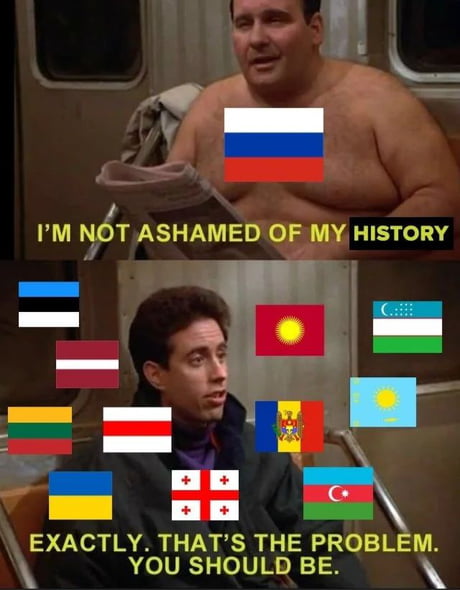 I'M NOT ASHAMED OF MY HISTORY
EXACTLY. THAT'S THE PROBLEM.
YOU SHOULD BE.